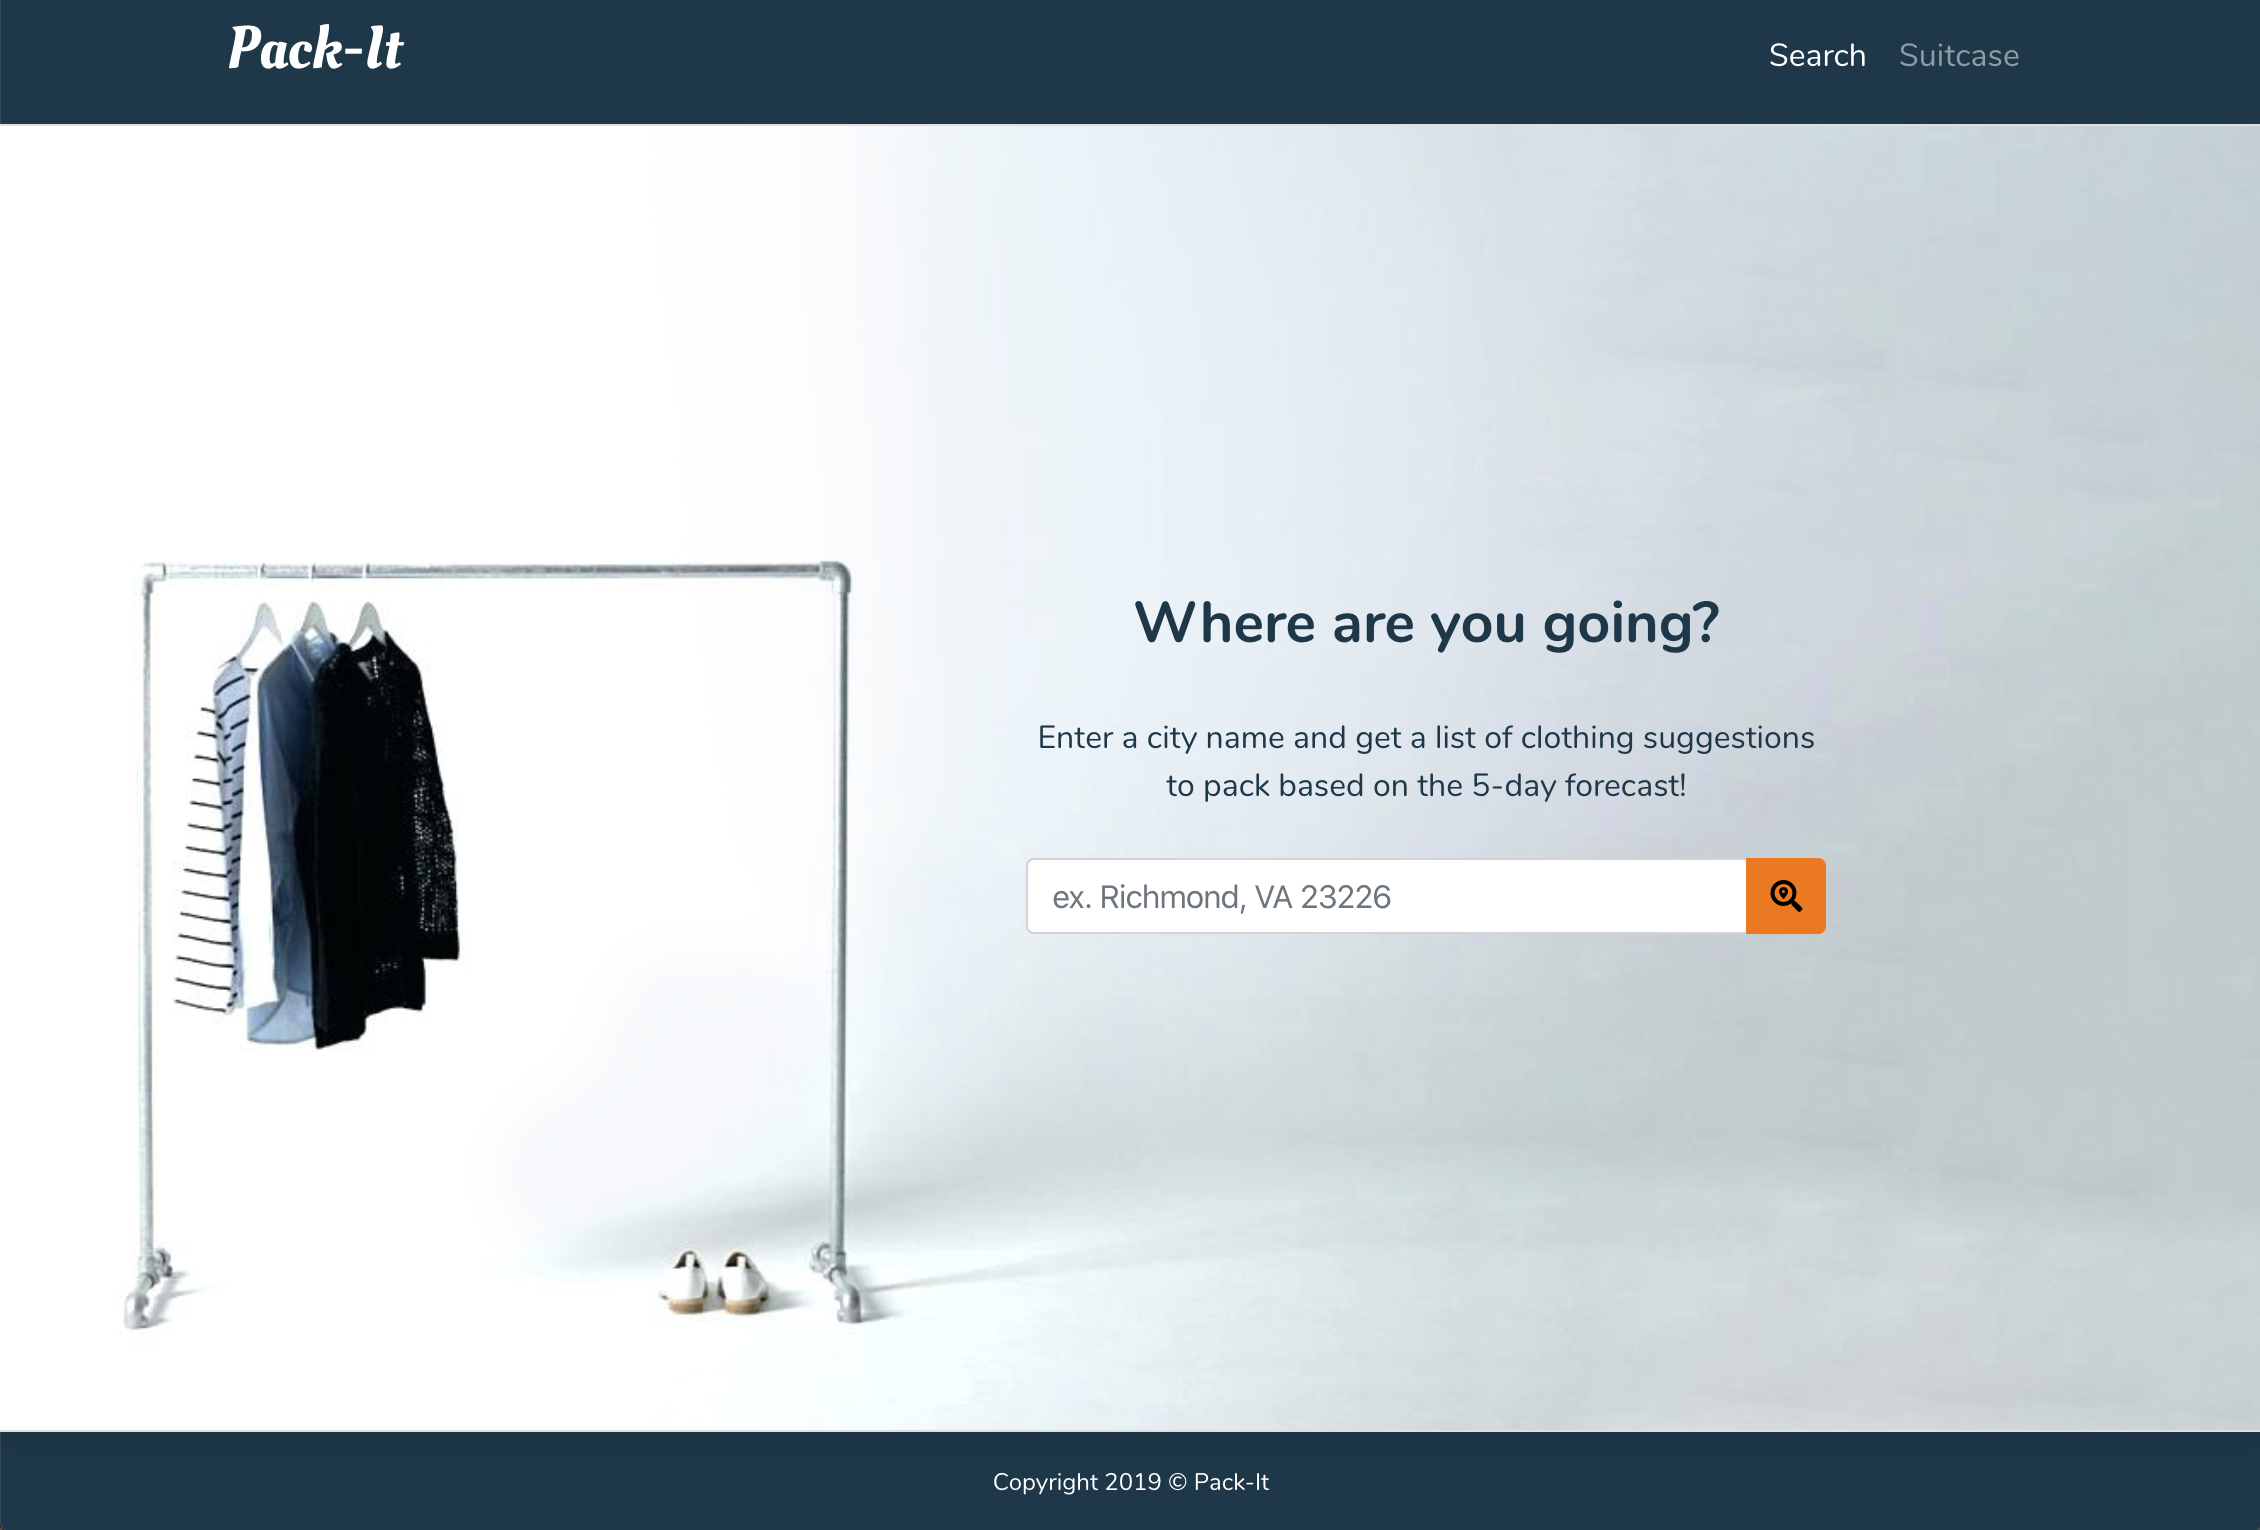 Pack-It
Search
Suitcase
Where are you going?
Enter a city name and get a list of clothing suggestions
to pack based on the 5-day forecast!
ex. Richmond, VA 23226
Copyright 2019 © Pack-It